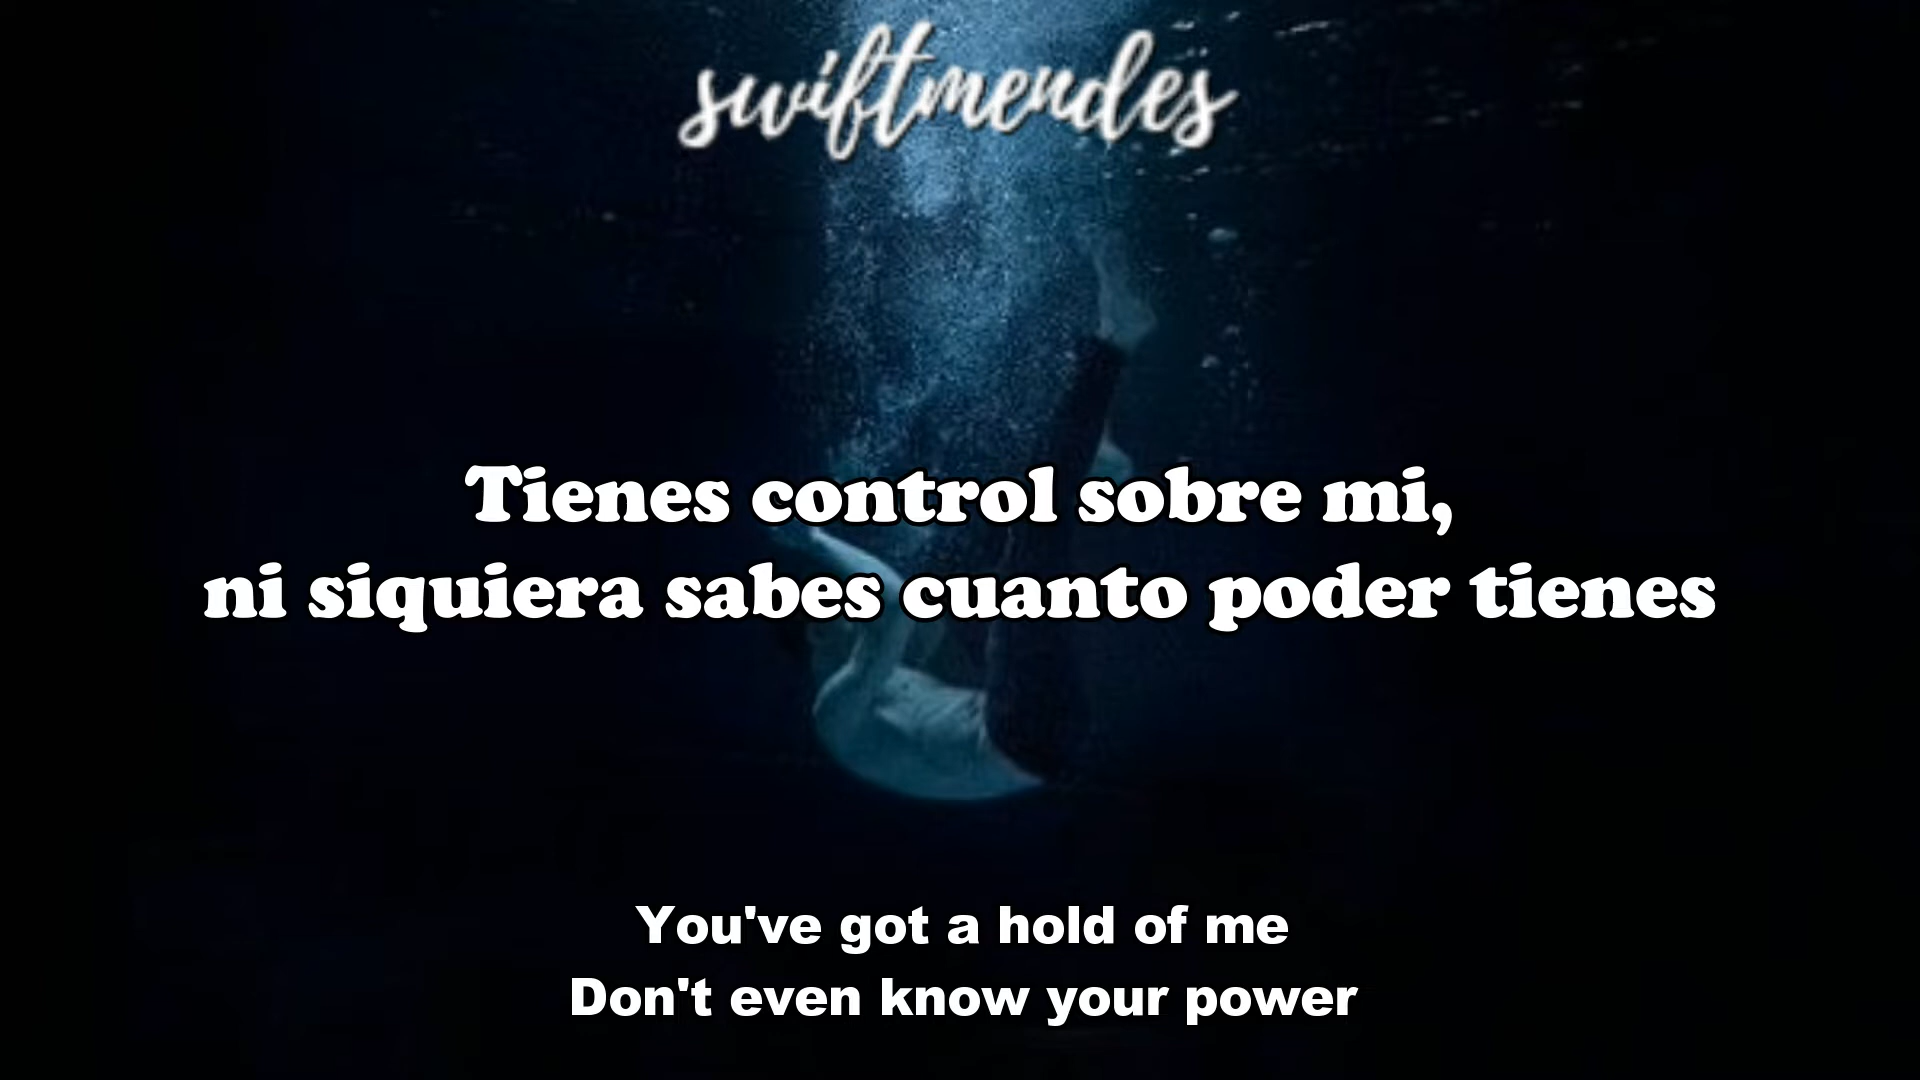 swiftmendes
Tienes control sobre mi,
ni siquiera sabes cuanto poder tienes
You've got a hold of me
Don't even know your power